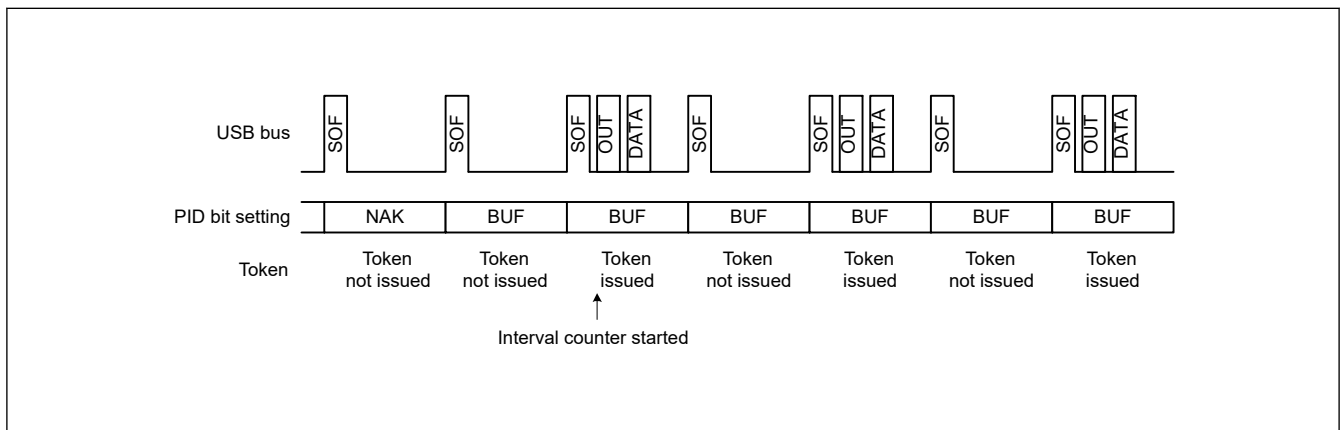 USB bus
SOF SOF SOF OUT DATA SOF SOF OUT DATA SOF SOF OUT DATA
PID bit setting NAK BUF BUF BUF BUF BUF BUF
Token Token Token Token Token Token Token Token
not issued not issued issued not issued issued not issued issued
Interval counter started